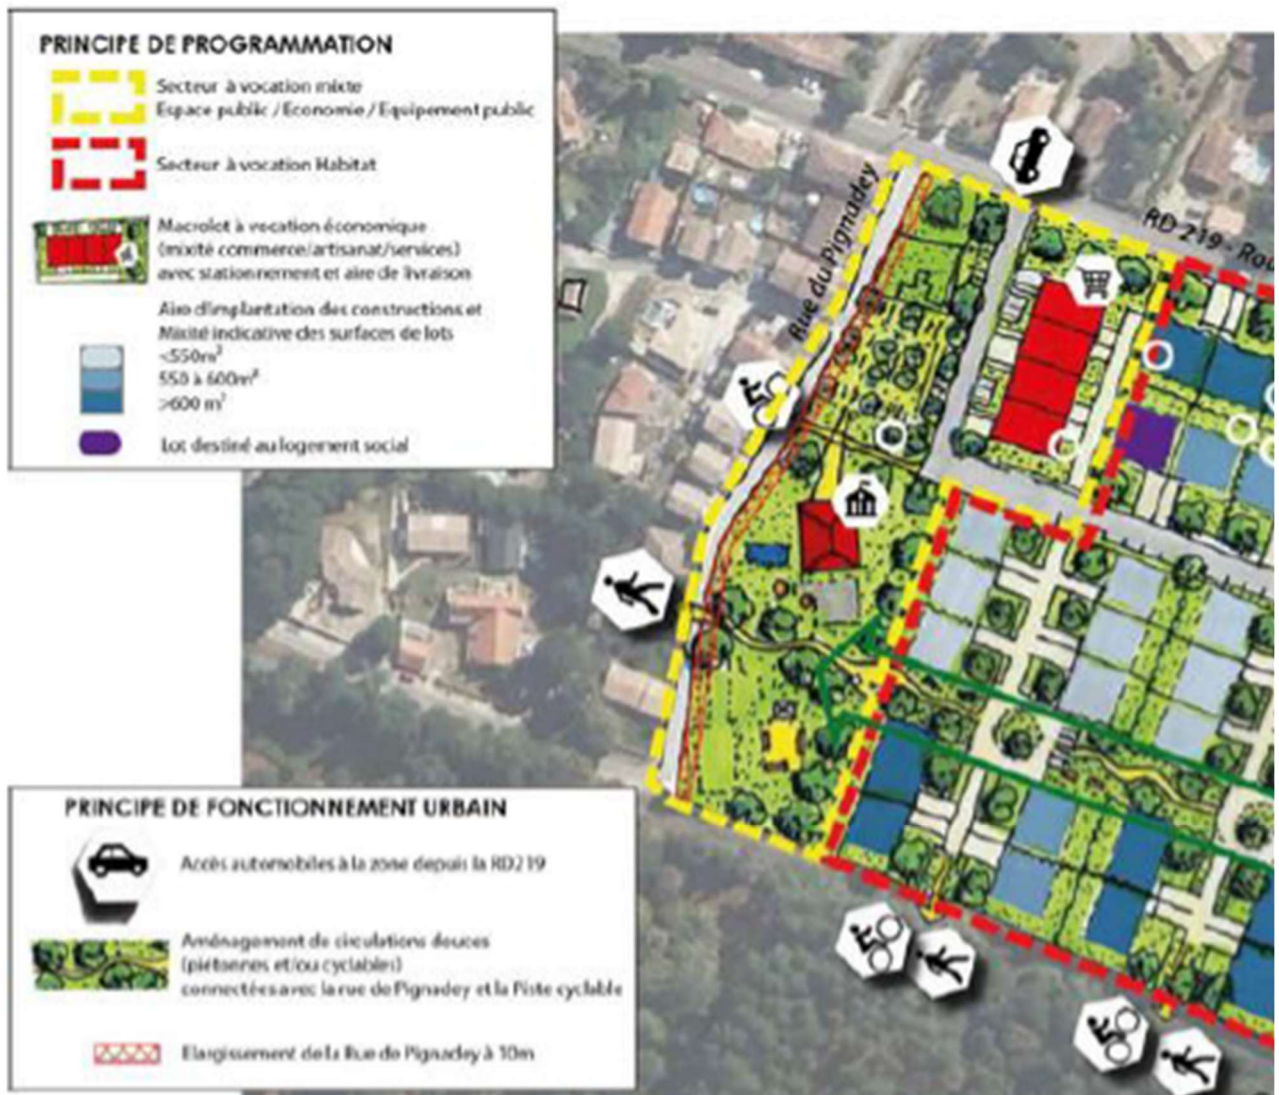 PRINCIPE DE PROGRAMMATION
Secteur à vocation mixte
Espace public / Economie / Equipement public
Secteur à vocation Habitat
Macrolot à vocation économique
(mixité commerce/artisanat/services)
avec stationnement et aire de livraison
Aire d'implantation des constructions et
Mixité indicative des surfaces de lots
<550m²
550 à 600m²
>600 m²
Lot destiné au logement social
Rue du Pignadey
RD 219 - Rou
PRINCIPE DE FONCTIONNEMENT URBAIN
Accès automobiles à la zone depuis la RD219
Aménagement de circulations douces
(piétonnes et/ou cyclables)
connectées avec la rue de Pignadey et la Piste cyclable
Elargissement de la Rue de Pignadey à 10m